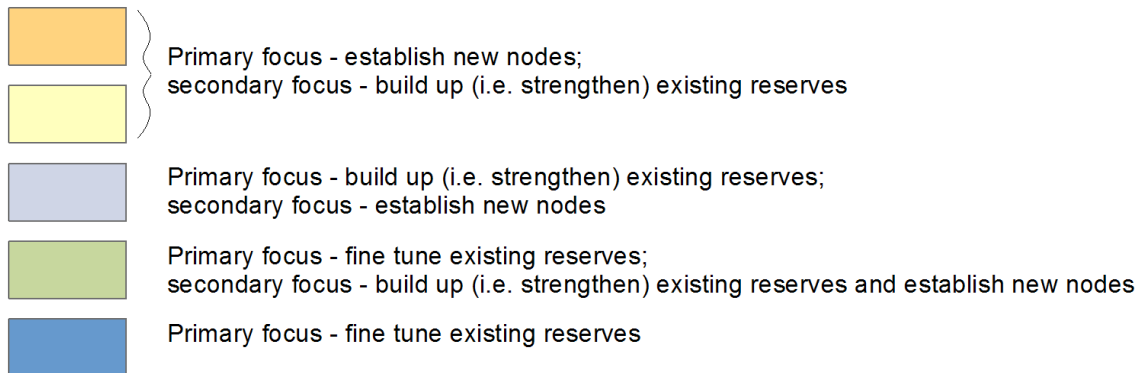 Primary focus - establish new nodes;
secondary focus - build up (i.e. strengthen) existing reserves
Primary focus - build up (i.e. strengthen) existing reserves;
secondary focus - establish new nodes
Primary focus - fine tune existing reserves;
secondary focus - build up (i.e. strengthen) existing reserves and establish new nodes
Primary focus - fine tune existing reserves